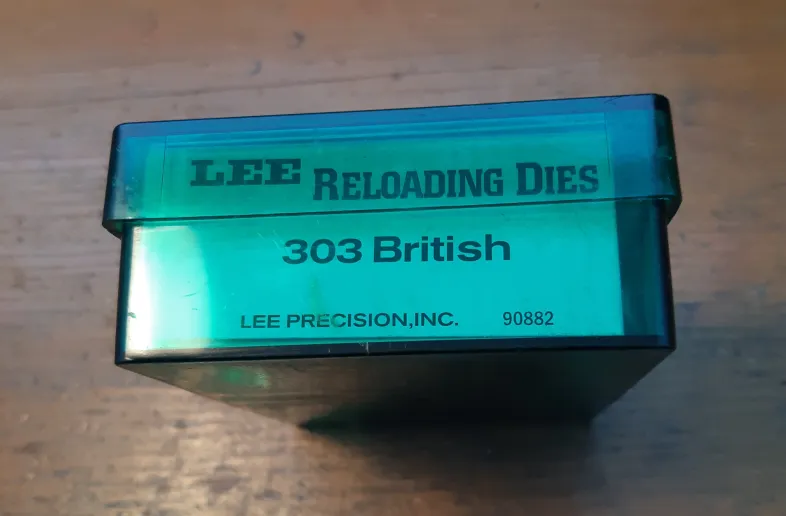 LEE RELOADING DIES
303 British
LEE PRECISION,INC. 90882